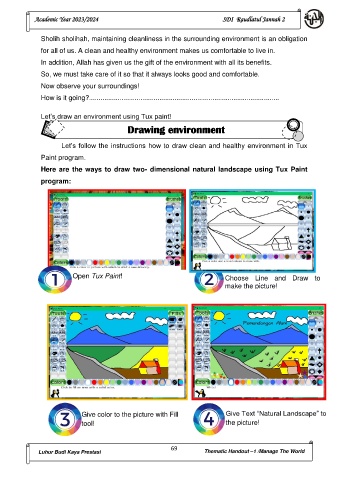 Academic Year 2023/2024 SDI Raudlatul Jannah 2
Sholih sholihah, maintaining cleanliness in the surrounding environment is an obligation
for all of us. A clean and healthy environment makes us comfortable to live in.
In addition, Allah has given us the gift of the environment with all its benefits.
So, we must take care of it so that it always looks good and comfortable.
Now observe your surroundings!
How is it going?.............................................................................................
Let's draw an environment using Tux paint!
Drawing environment
Let's follow the instructions how to draw clean and healthy environment in Tux
Paint program.
Here are the ways to draw two- dimensional natural landscape using Tux Paint
program:
1 Open Tux Paint!
2 Choose Line and Draw to
make the picture!
Pemandangan Alam
3 Give color to the picture with Fill
tool!
4 Give Text "Natural Landscape" to
the picture!
69
Luhur Budi Kaya Prestasi Thematic Handout –1 /Manage The World